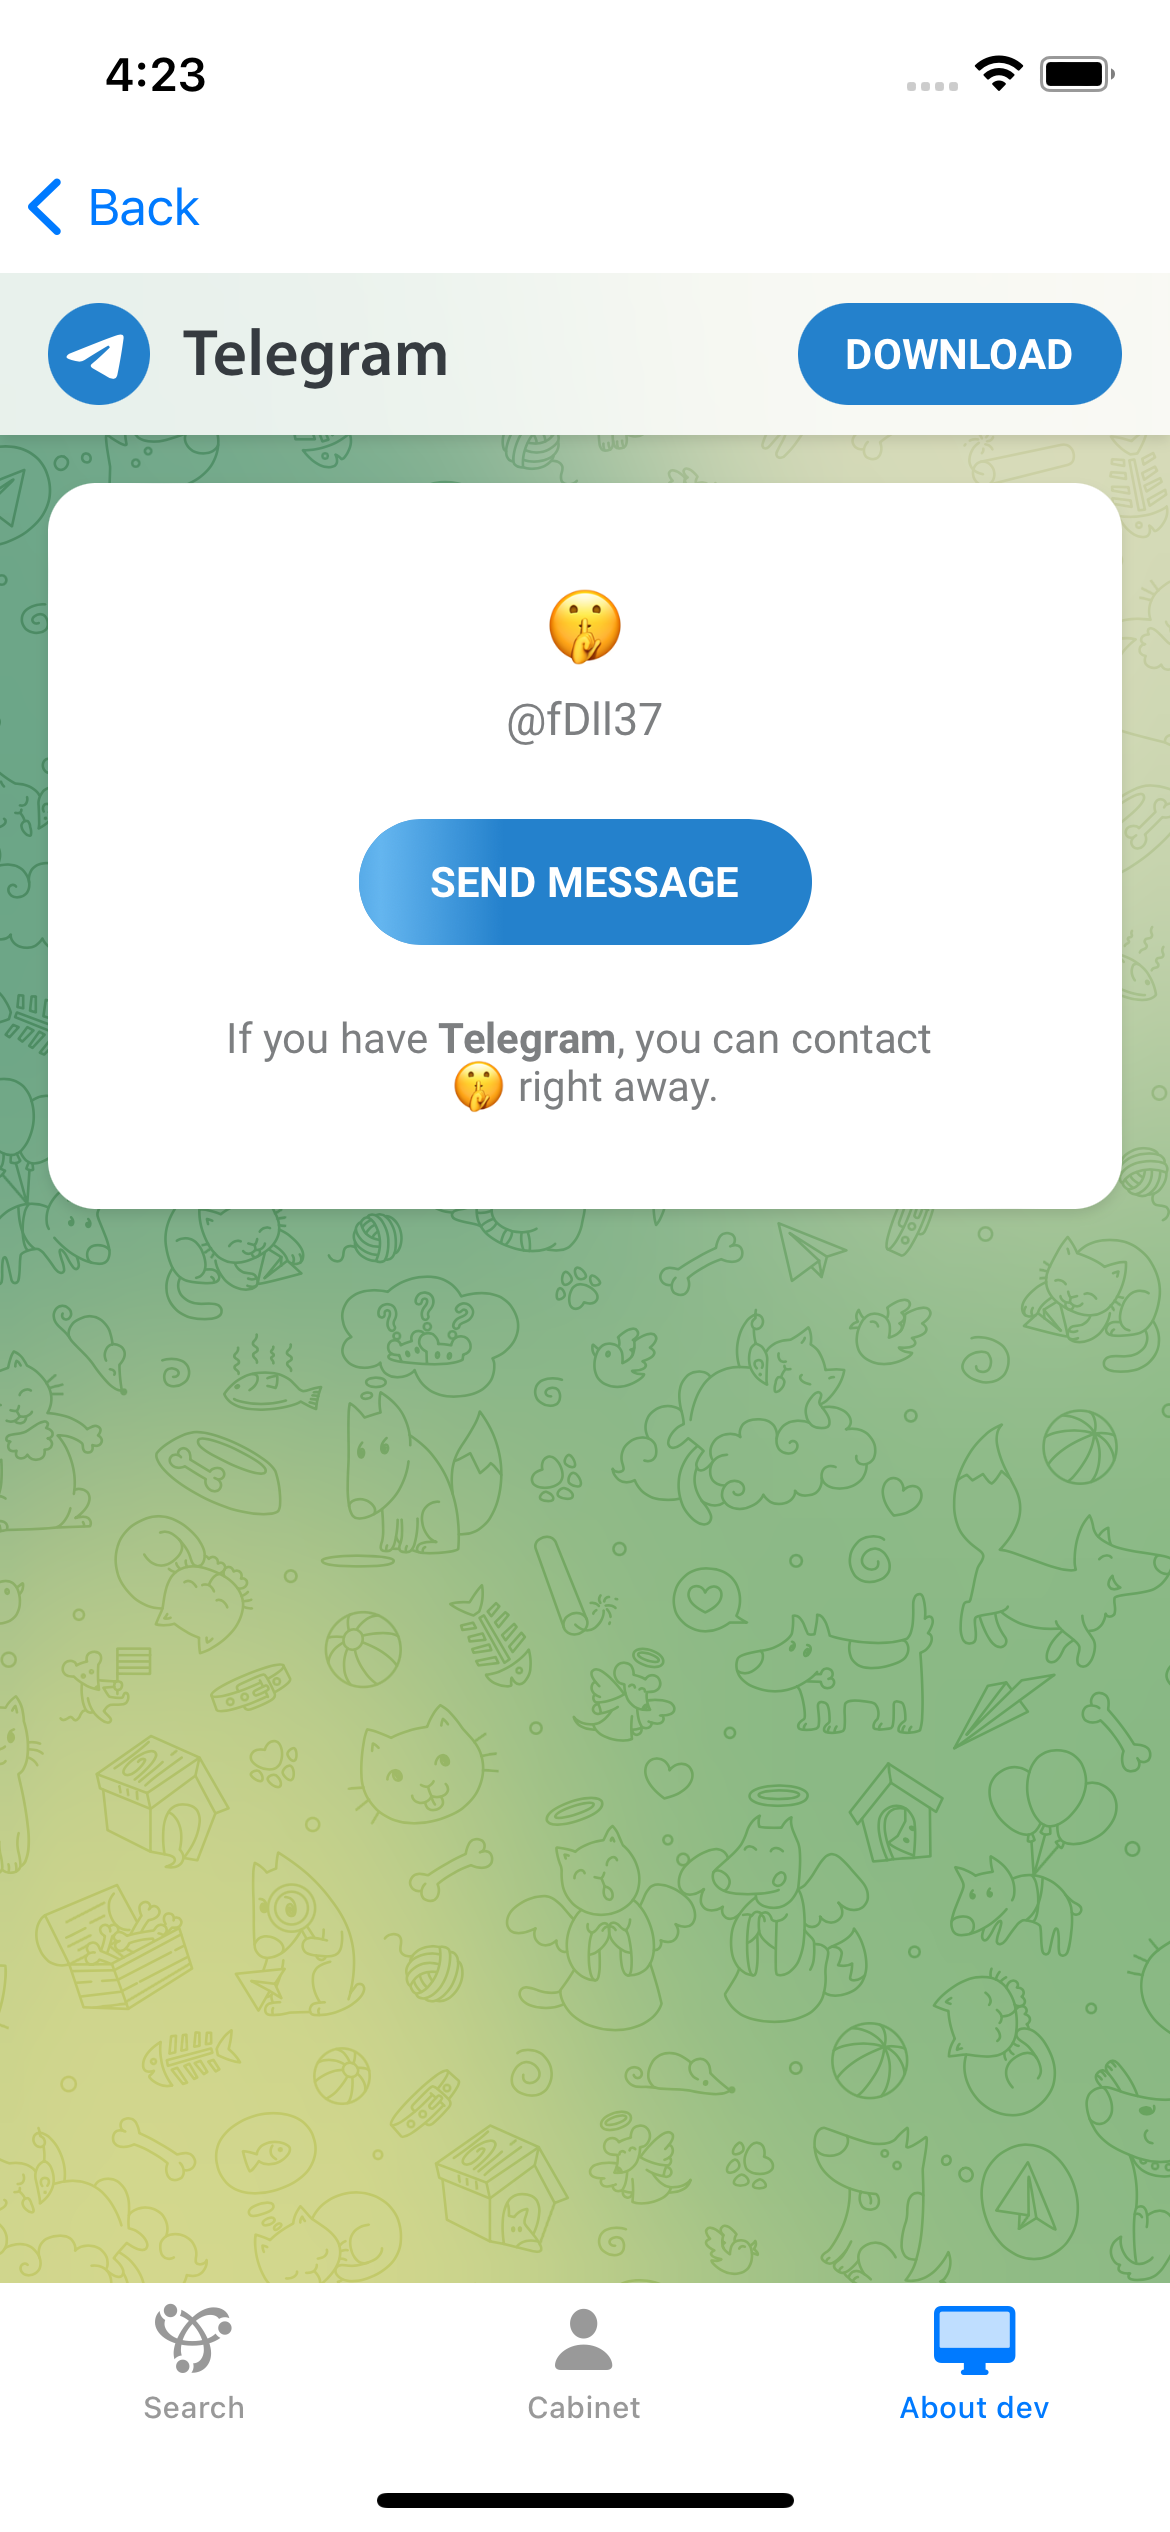 4:23
Back
Telegram
DOWNLOAD
🤫
@fDll37
SEND MESSAGE
If you have Telegram, you can contact
🤫 right away.
Search
Cabinet
About dev